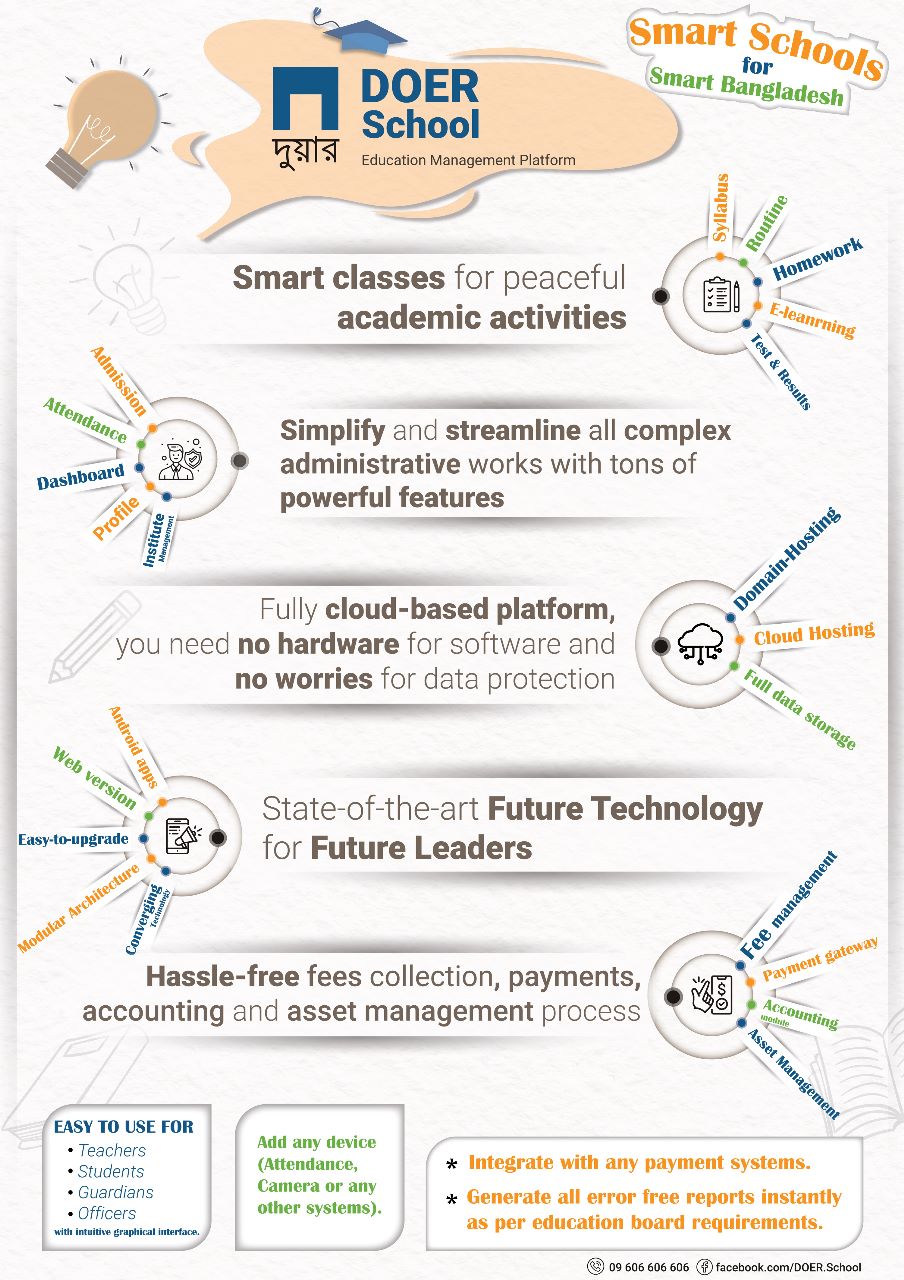 Smart Schools
for
Smart Bangladesh
দুয়ার
DOER
School
Education Management Platform
Smart classes for peaceful
academic activities
Syllabus
Routine
Homework
E-leanrning
Test & Results
Admission
Attendance
Dashboard
Profile
Institute
Management
Simplify and streamline all complex
administrative works with tons of
powerful features
Fully cloud-based platform,
you need no hardware for software and
no worries for data protection
Domain-Hosting
Cloud Hosting
Full data storage
Android apps
Web version
Easy-to-upgrade
Modular Architecture
Converging
Technology
State-of-the-art Future Technology
for Future Leaders
Hassle-free fees collection, payments,
accounting and asset management process
Fee management
Payment gateway
Accounting
module
Asset Management
EASY TO USE FOR
• Teachers
• Students
• Guardians
• Officers
with intuitive graphical interface.
Add any device
(Attendance,
Camera or any
other systems).
* Integrate with any payment systems.
* Generate all error free reports instantly
as per education board requirements.
09 606 606 606 facebook.com/DOER.School